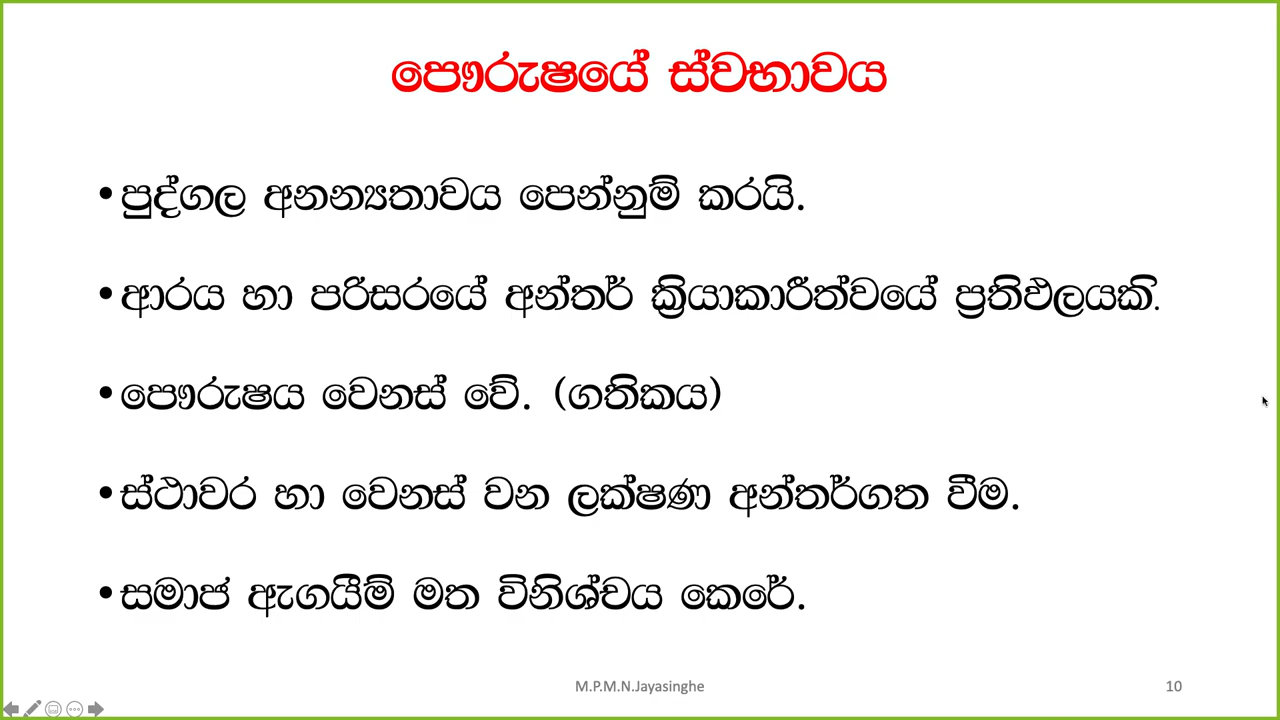 පෞරුෂයේ ස්වභාවය
•පුද්ගල අනන්‍යතාවය පෙන්නුම් කරයි.
•ආරය හා පරිසරයේ අන්තර් ක්‍රියාකාරීත්වයේ ප්‍රතිඵලයකි.
•පෞරුෂය වෙනස් වේ. (ගතිකය)
•ස්ථාවර හා වෙනස් වන ලක්ෂණ අන්තර්ගත වීම.
•සමාජ ඇගයීම් මත විනිශ්චය කෙරේ.
M.P.M.N.Jayasinghe 10